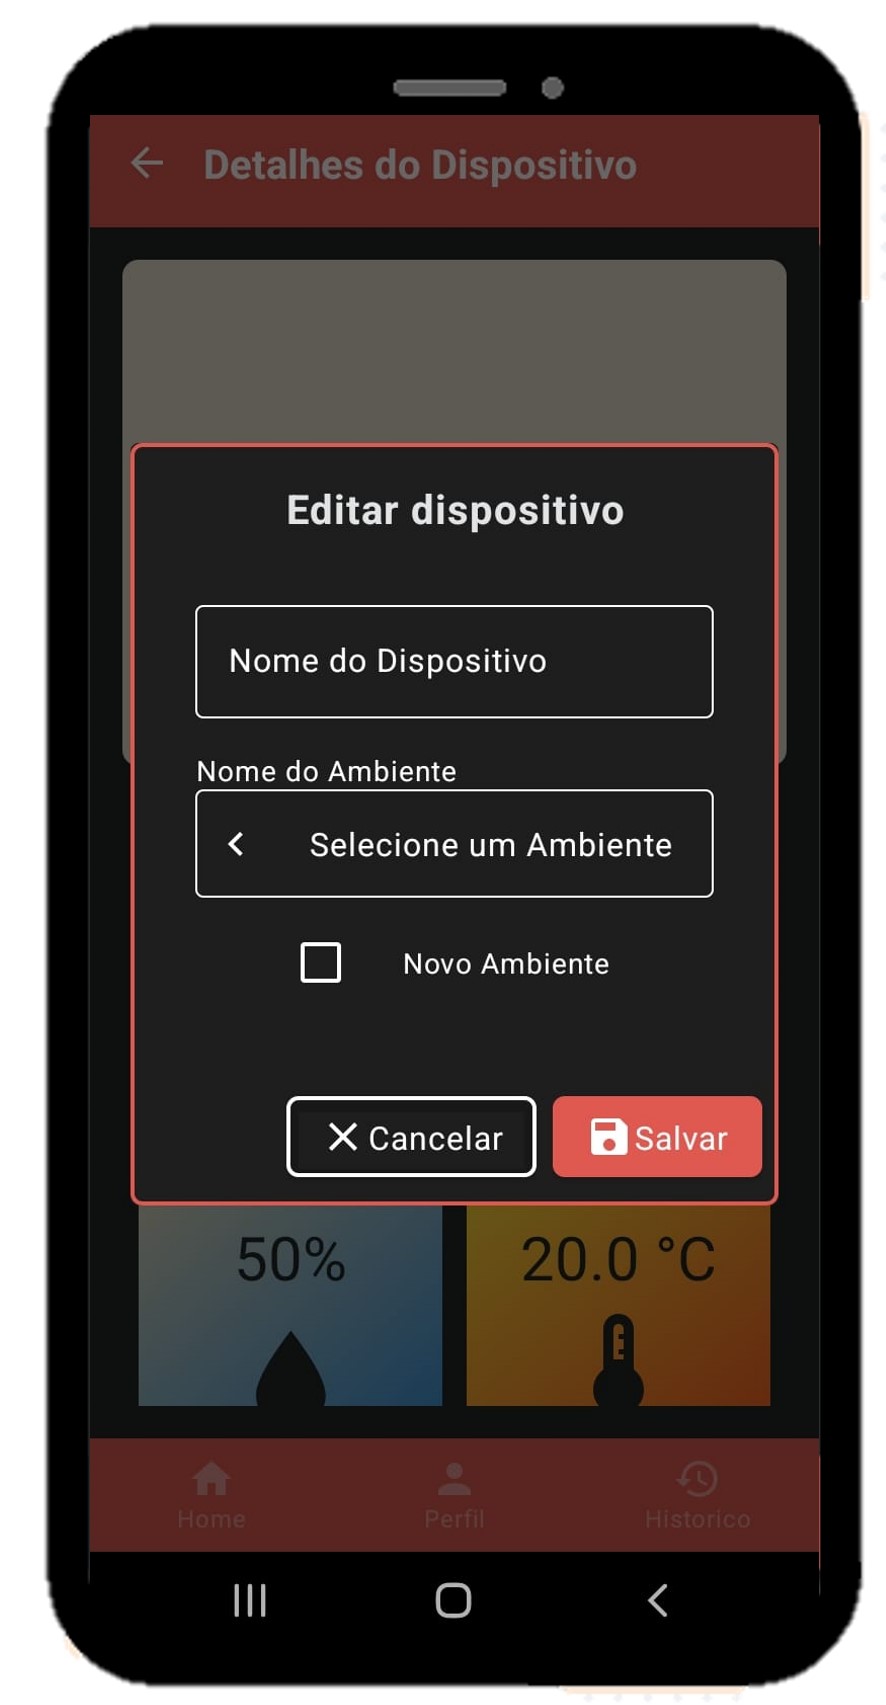 Detalhes do Dispositivo
Editar dispositivo
Nome do Dispositivo
Nome do Ambiente
Selecione um Ambiente
Novo Ambiente
Cancelar
Salvar
50%
20.0 °C
Home
Perfil
Historico